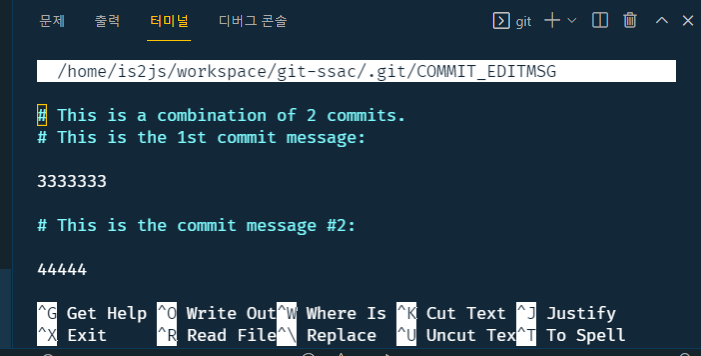 문제 출력 터미널 디버그 콘솔 git
/home/is2js/workspace/git-ssac/.git/COMMIT_EDITMSG
# This is a combination of 2 commits.
# This is the 1st commit message:
3333333
# This is the commit message #2:
44444
^G Get Help ^O Write Out^W Where Is ^K Cut Text ^J Justify
^X Exit ^R Read File^\ Replace ^U Uncut Tex^T To Spell